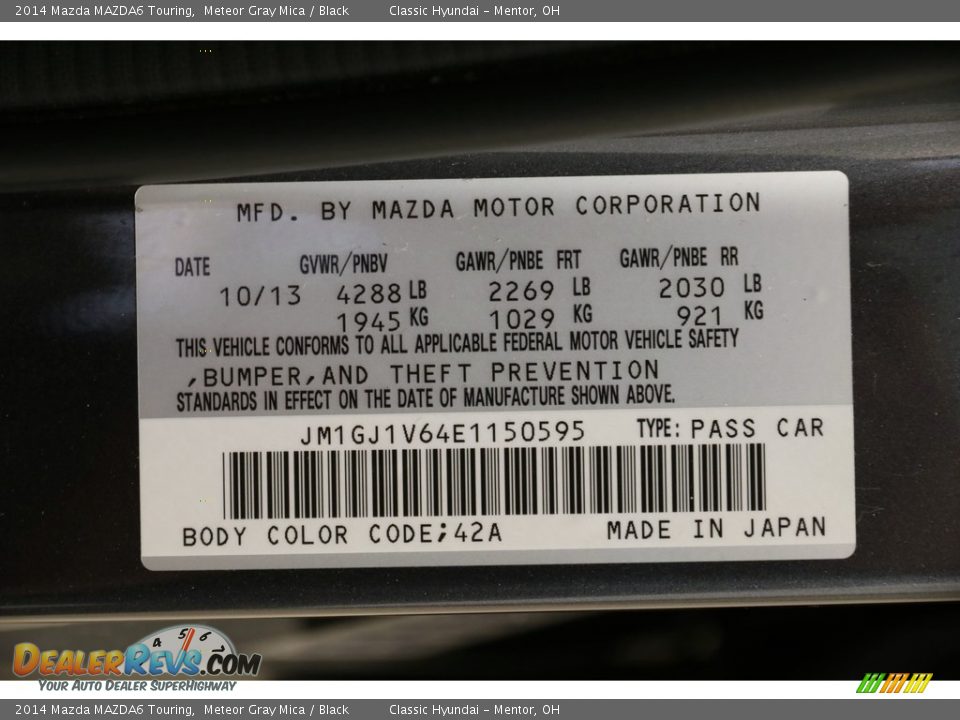 2014 Mazda MAZDA6 Touring, Meteor Gray Mica / Black Classic Hyundai - Mentor, OH
MFD. BY MAZDA MOTOR CORPORATION
DATE GVWR/PNBV GAWR/PNBE FRT GAWR/PNBE RR
10/13 4288 LB 2269 LB 2030 LB
1945 KG 1029 KG 921 KG
THIS VEHICLE CONFORMS TO ALL APPLICABLE FEDERAL MOTOR VEHICLE SAFETY
,BUMPER,AND THEFT PREVENTION
STANDARDS IN EFFECT ON THE DATE OF MANUFACTURE SHOWN ABOVE.
JM1GJ1V64E1150595 TYPE: PASS CAR
BODY COLOR CODE;42A MADE IN JAPAN
4 5 6 7
DEALERREVS.COM
YOUR AUTO DEALER SUPERHIGHWAY
2014 Mazda MAZDA6 Touring, Meteor Gray Mica / Black Classic Hyundai - Mentor, OH